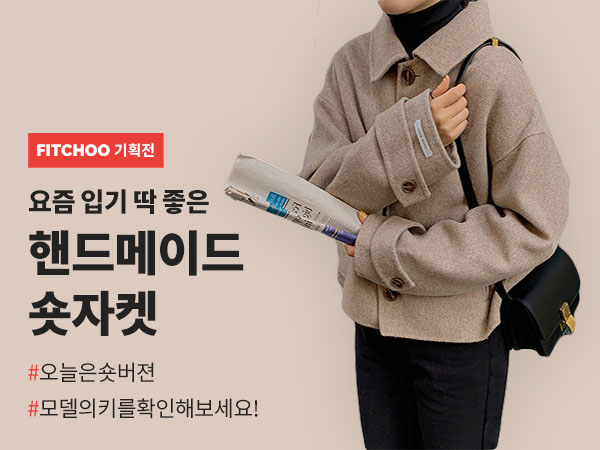 FITCHOO 기획전
요즘 입기 딱 좋은
핸드메이드
숏자켓
#오늘은숏버젼
#모델의키를확인해보세요!